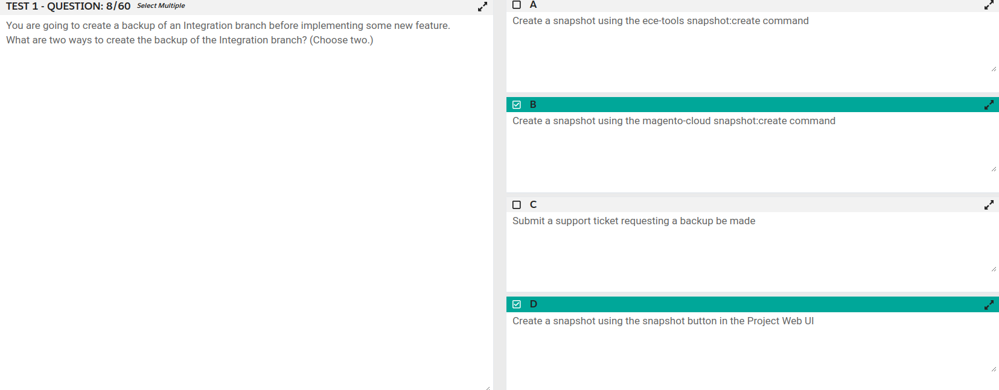 TEST 1 - QUESTION: 8/60 Select Multiple
You are going to create a backup of an Integration branch before implementing some new feature.
What are two ways to create the backup of the Integration branch? (Choose two.)
A
Create a snapshot using the ece-tools snapshot:create command
B
Create a snapshot using the magento-cloud snapshot:create command
C
Submit a support ticket requesting a backup be made
D
Create a snapshot using the snapshot button in the Project Web UI